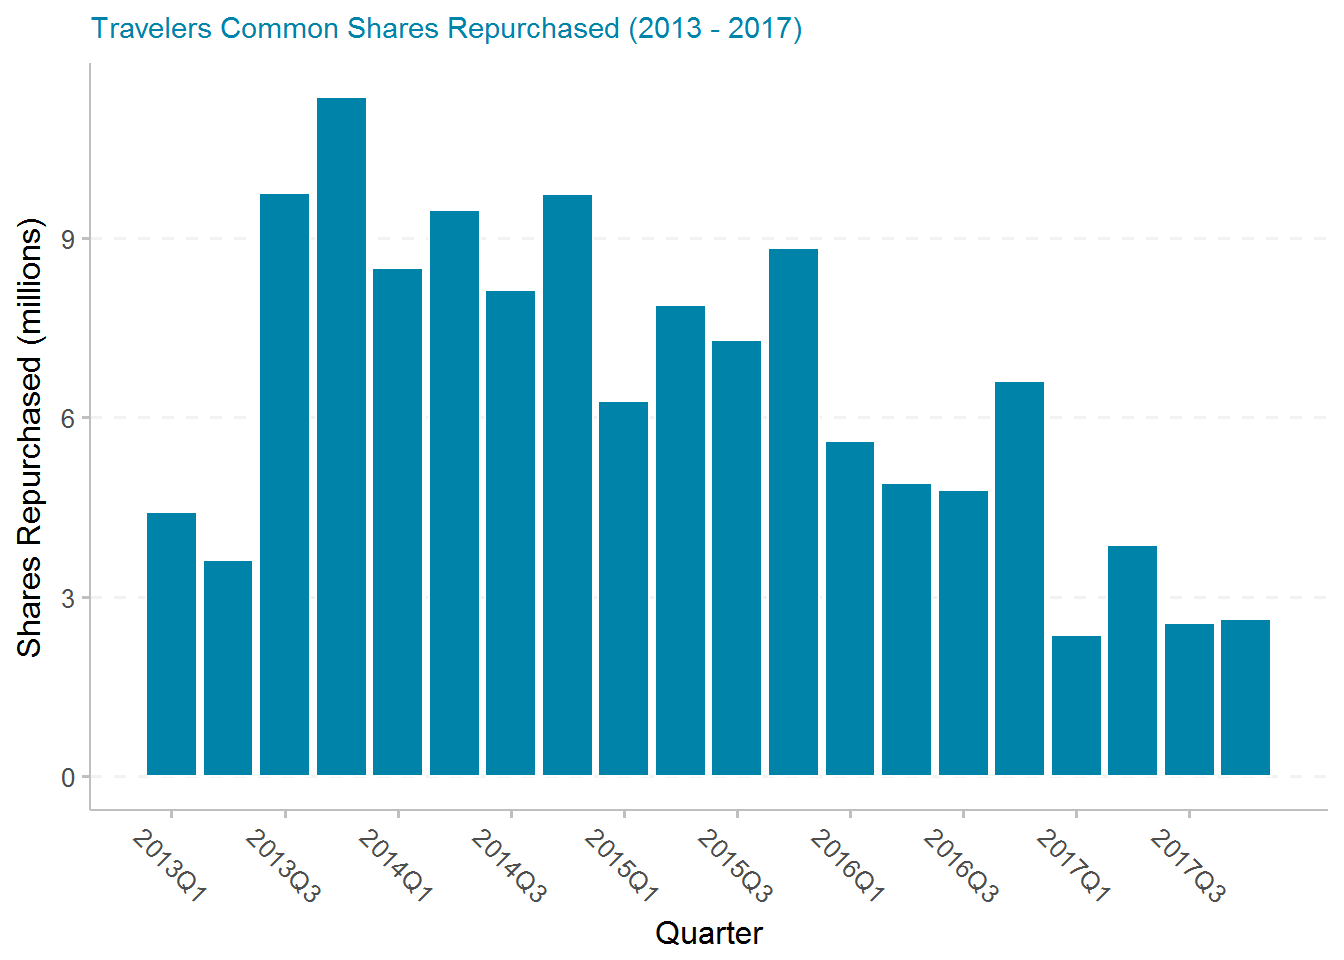 Travelers Common Shares Repurchased (2013 - 2017)
Shares Repurchased (millions)
9
6
3
0
2013Q1
2013Q3
2014Q1
2014Q3
2015Q1
2015Q3
2016Q1
2016Q3
2017Q1
2017Q3
Quarter